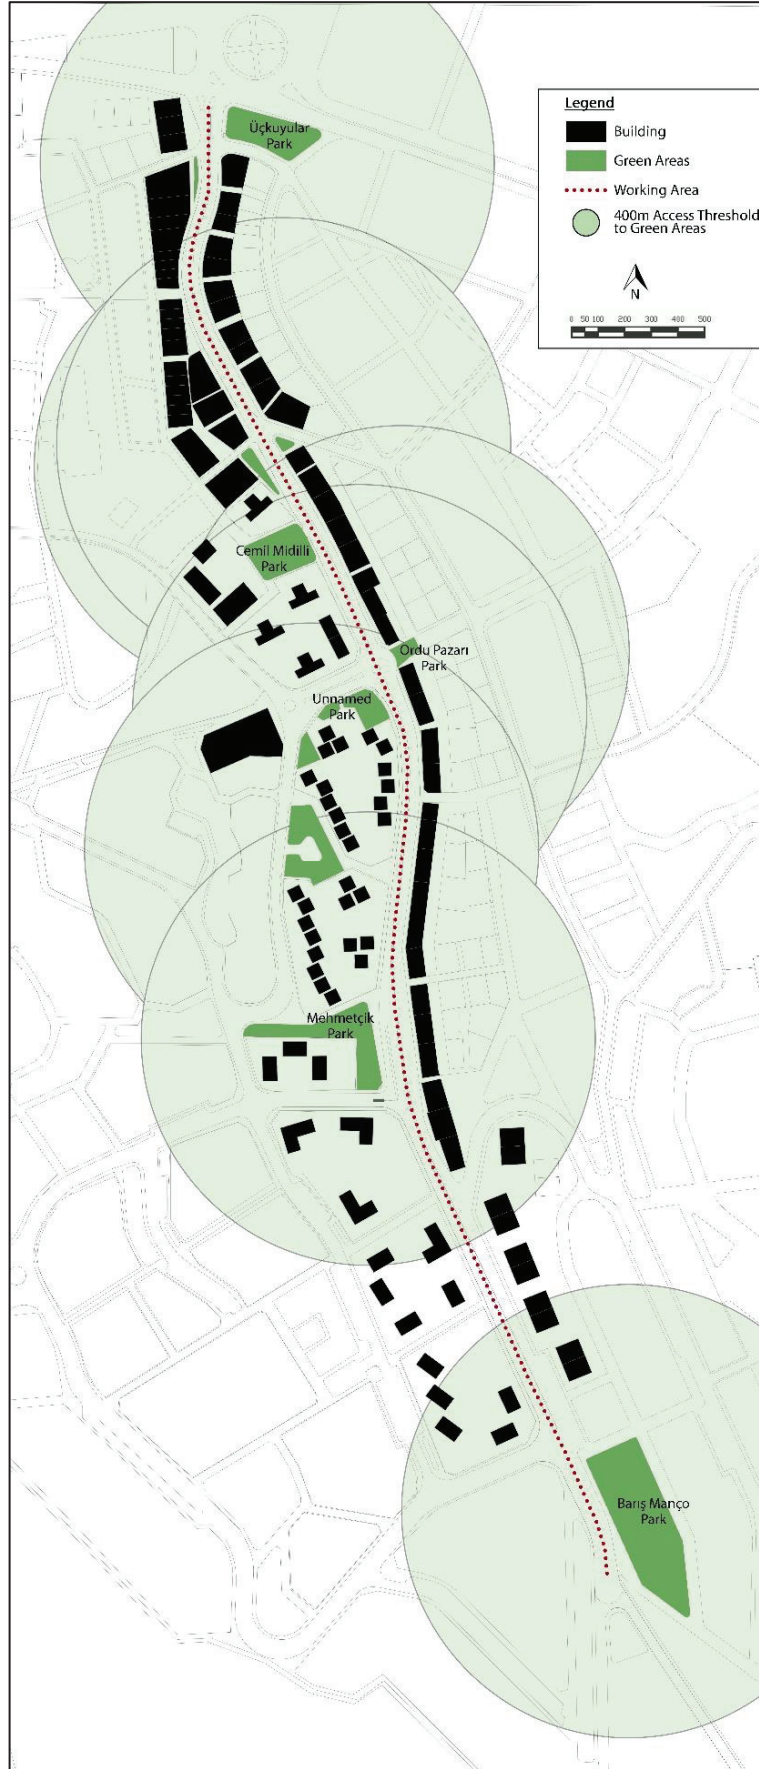 Üçkuyular
Park
Legend
Building
Green Areas
Working Area
400m Access Threshold
to Green Areas
N
0 50 100 200 300 400 500
Cemil Midilli
Park
Ordu Pazarı
Park
Unnamed
Park
Mehmetçik
Park
Barış Manço
Park